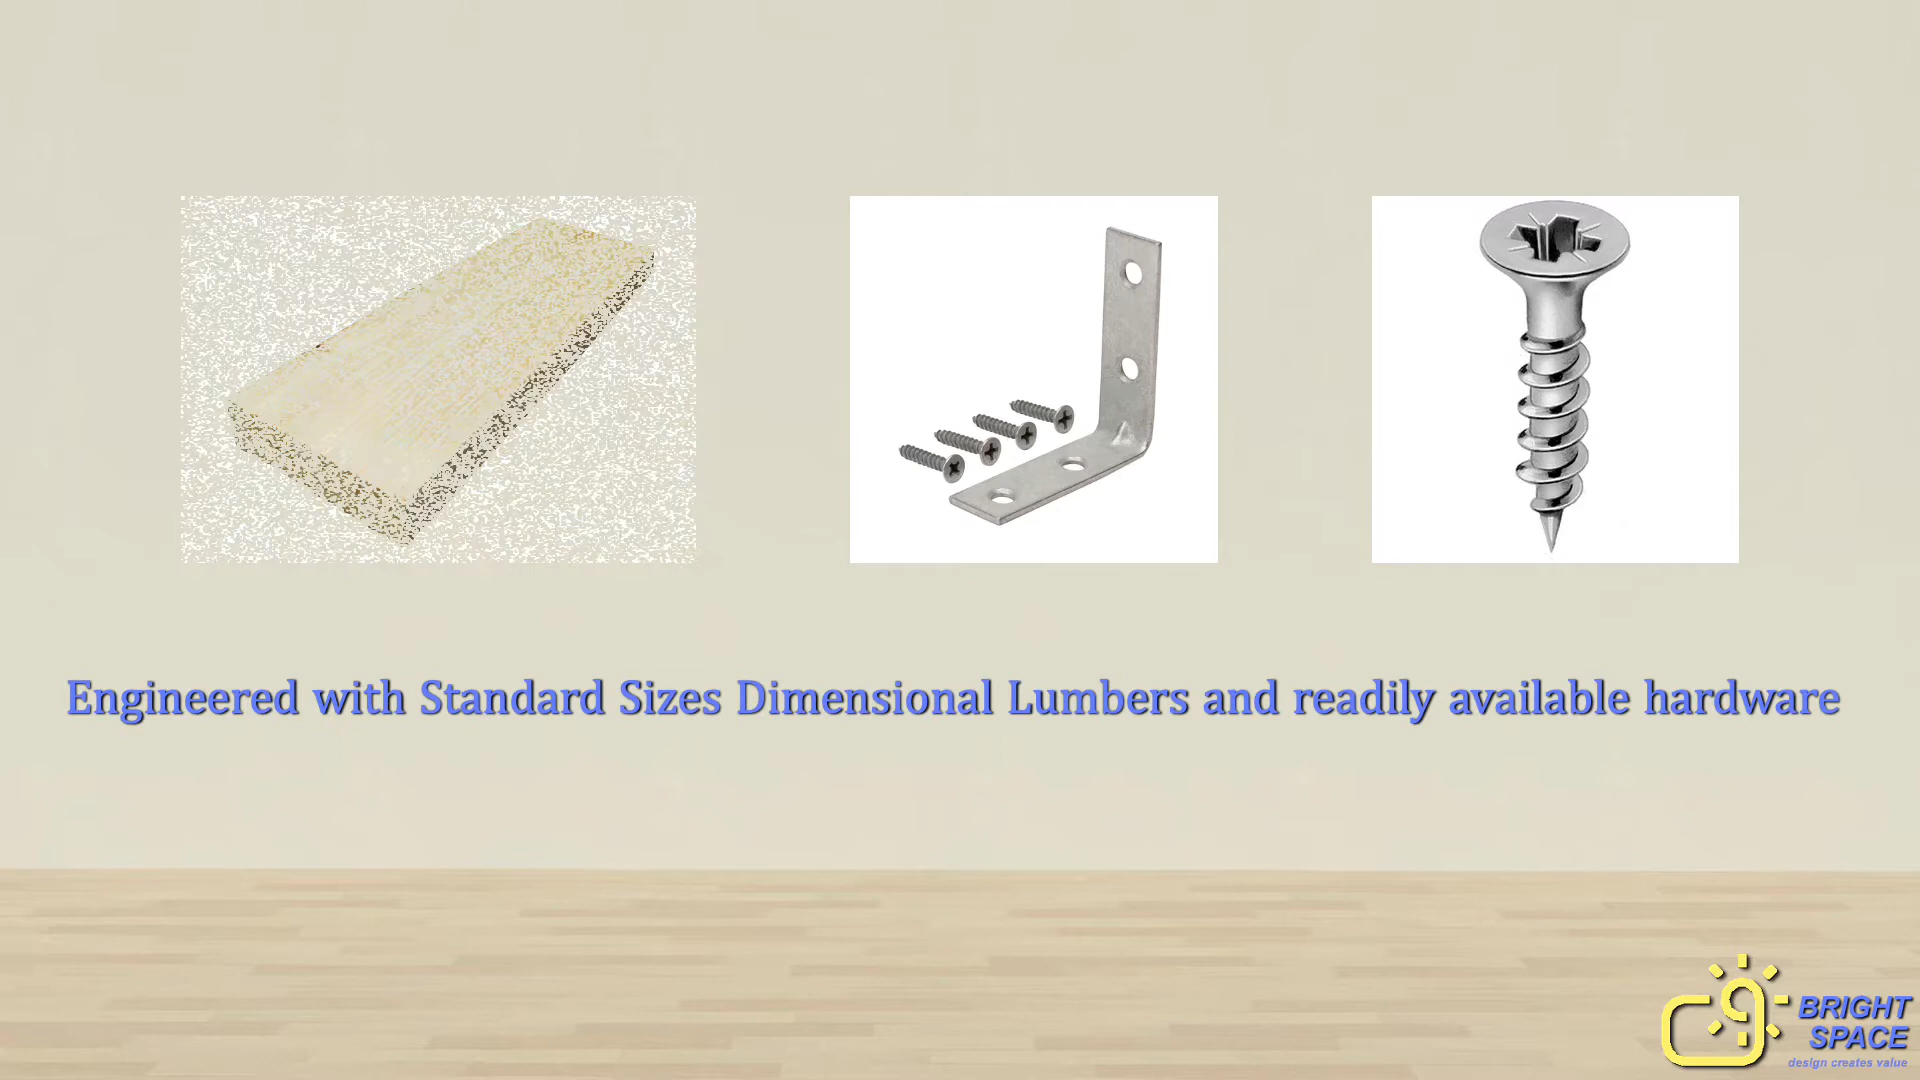 Engineered with Standard Sizes Dimensional Lumbers and readily available hardware
BRIGHT
SPACE
design creates value